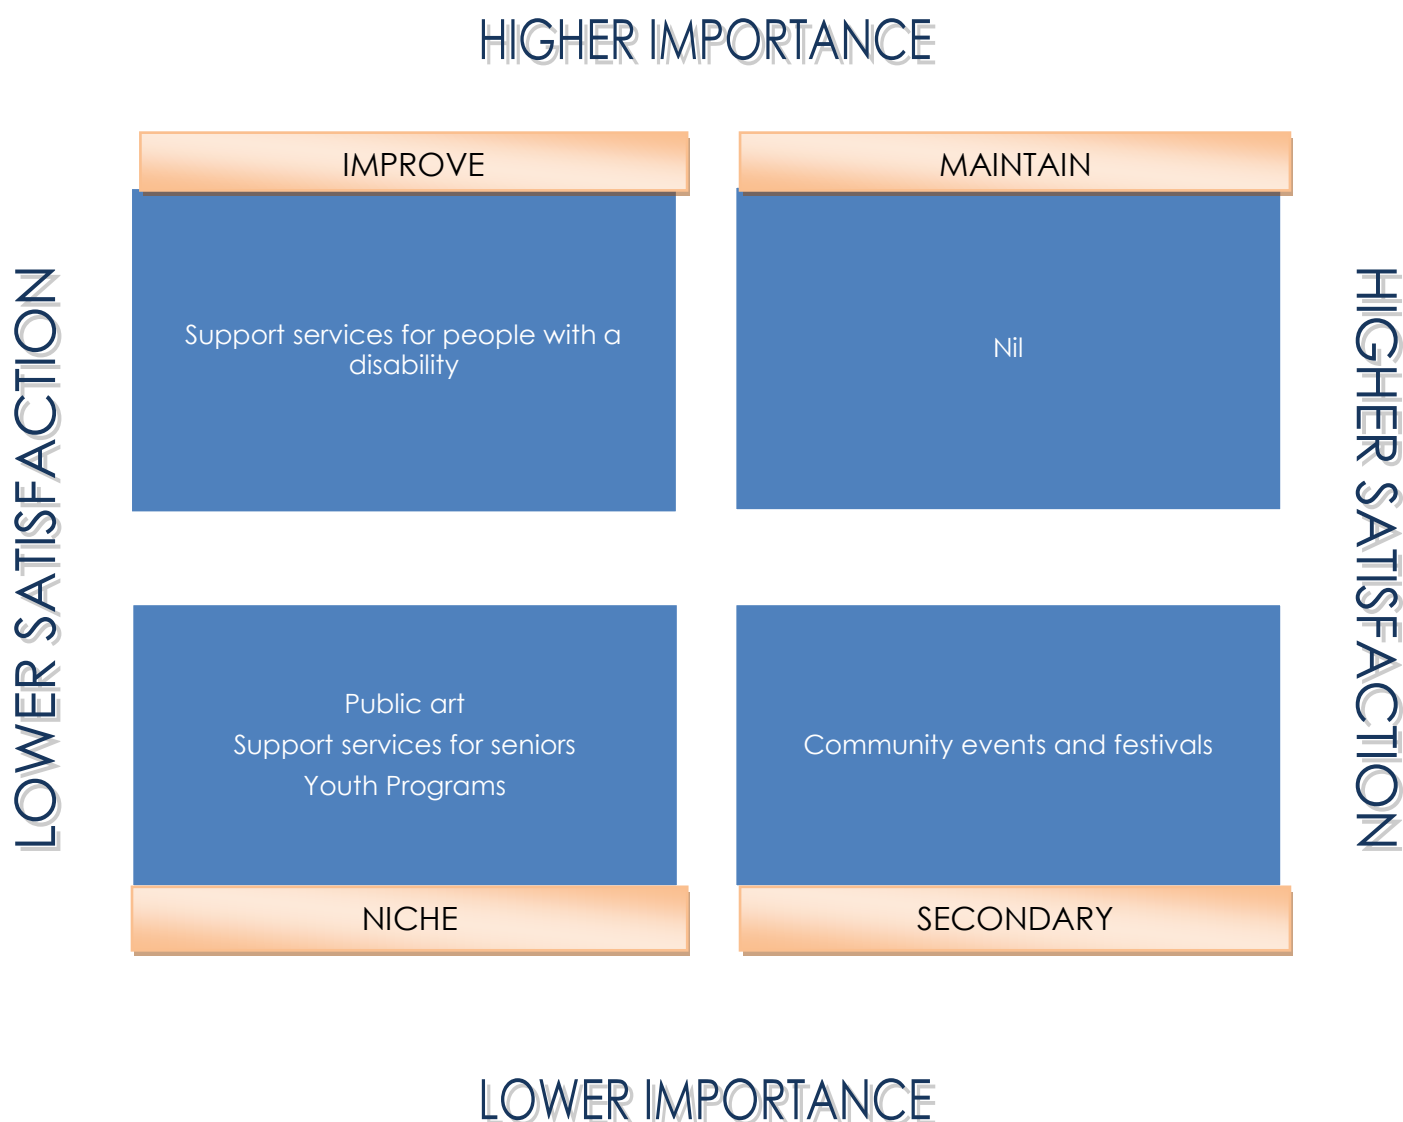 HIGHER IMPORTANCE
IMPROVE
MAINTAIN
LOWER SATISFACTION
HIGHER SATISFACTION
Support services for people with a
disability
Nil
Public art
Support services for seniors
Youth Programs
Community events and festivals
NICHE
SECONDARY
LOWER IMPORTANCE